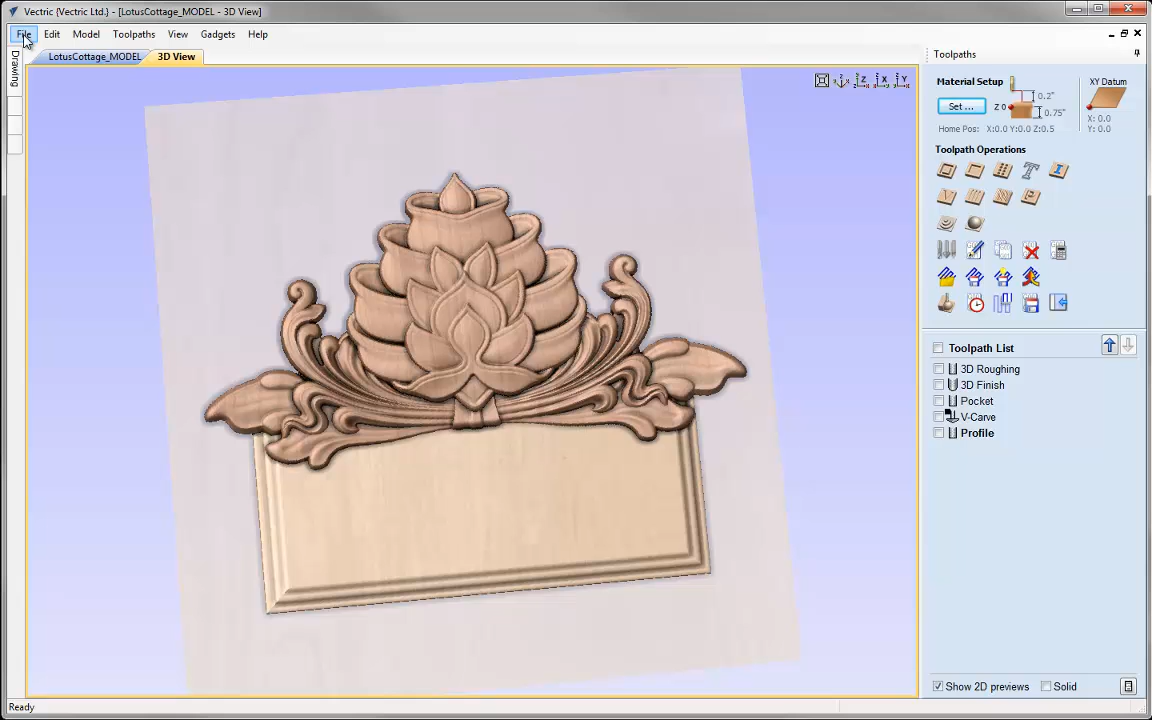 Vectric {Vectric Ltd.} - [LotusCottage_MODEL - 3D View]
File Edit Model Toolpaths View Gadgets Help
Drawing
LotusCottage_MODEL 3D View
Z X Y
Toolpaths
Material Setup
Set ...
Z 0
0.2"
0.75"
Home Pos: X:0.0 Y:0.0 Z:0.5
XY Datum
X: 0.0
Y: 0.0
Toolpath Operations
Toolpath List
3D Roughing
3D Finish
Pocket
V-Carve
Profile
Show 2D previews Solid
Ready